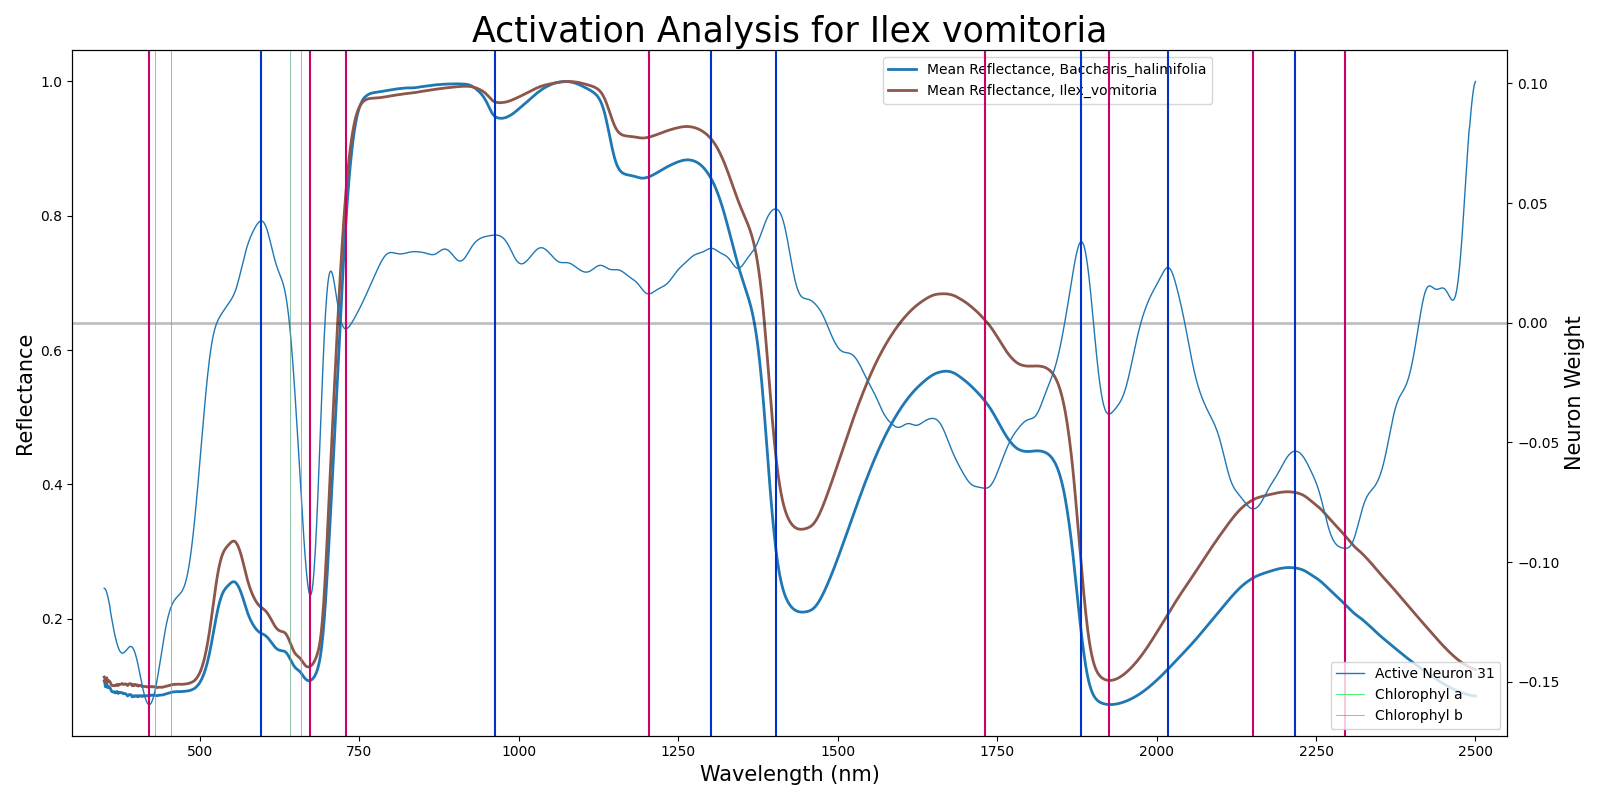 Activation Analysis for Ilex vomitoria
Mean Reflectance, Baccharis_halimifolia
Mean Reflectance, Ilex_vomitoria
1.0
0.8
0.6
0.4
0.2
Reflectance
0.10
0.05
0.00
−0.05
−0.10
−0.15
Neuron Weight
Active Neuron 31
Chlorophyl a
Chlorophyl b
500
750
1000
1250
1500
1750
2000
2250
2500
Wavelength (nm)